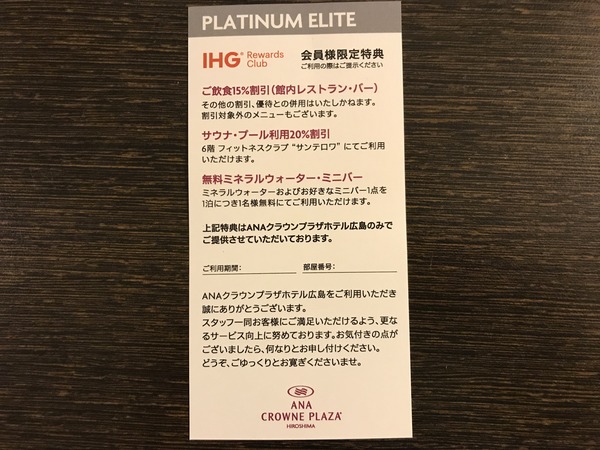 PLATINUM ELITE
IHG® Rewards Club
会員様限定特典
ご利用の際はご提示ください
ご飲食15%割引(館内レストラン・バー)
その他の割引、優待との併用はいたしかねます。
割引対象外のメニューもございます。
サウナ・プール利用20%割引
6階 フィットネスクラブ “サンテロワ” にてご利用
いただけます。
無料ミネラルウォーター・ミニバー
ミネラルウォーターおよびお好きなミニバー1点を
1泊につき1名様無料にてご利用いただけます。
上記特典はANAクラウンプラザホテル広島のみで
ご提供させていただいております。
ご利用期間: 部屋番号:
ANAクラウンプラザホテル広島をご利用いただき
誠にありがとうございます。
スタッフ一同お客様にご満足いただけるよう、更な
るサービス向上に努めております。お気付きの点が
ございましたら、何なりとお申し付けください。
どうぞ、ごゆっくりとお寛ぎくださいませ。
ANA
CROWNE PLAZA®
HIROSHIMA